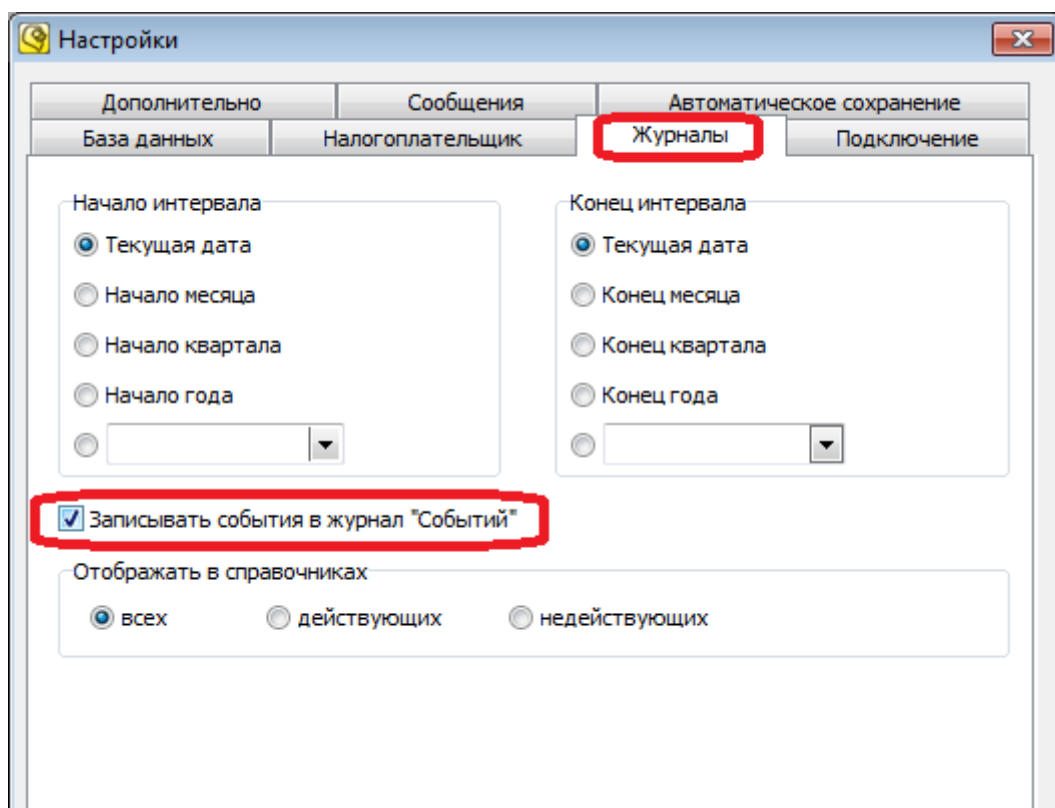 Настройки
Дополнительно Сообщения Автоматическое сохранение
База данных Налогоплательщик Журналы Подключение
Начало интервала Конец интервала
Текущая дата Текущая дата
Начало месяца Конец месяца
Начало квартала Конец квартала
Начало года Конец года
Записывать события в журнал "Событий"
Отображать в справочниках
всех действующих недействующих